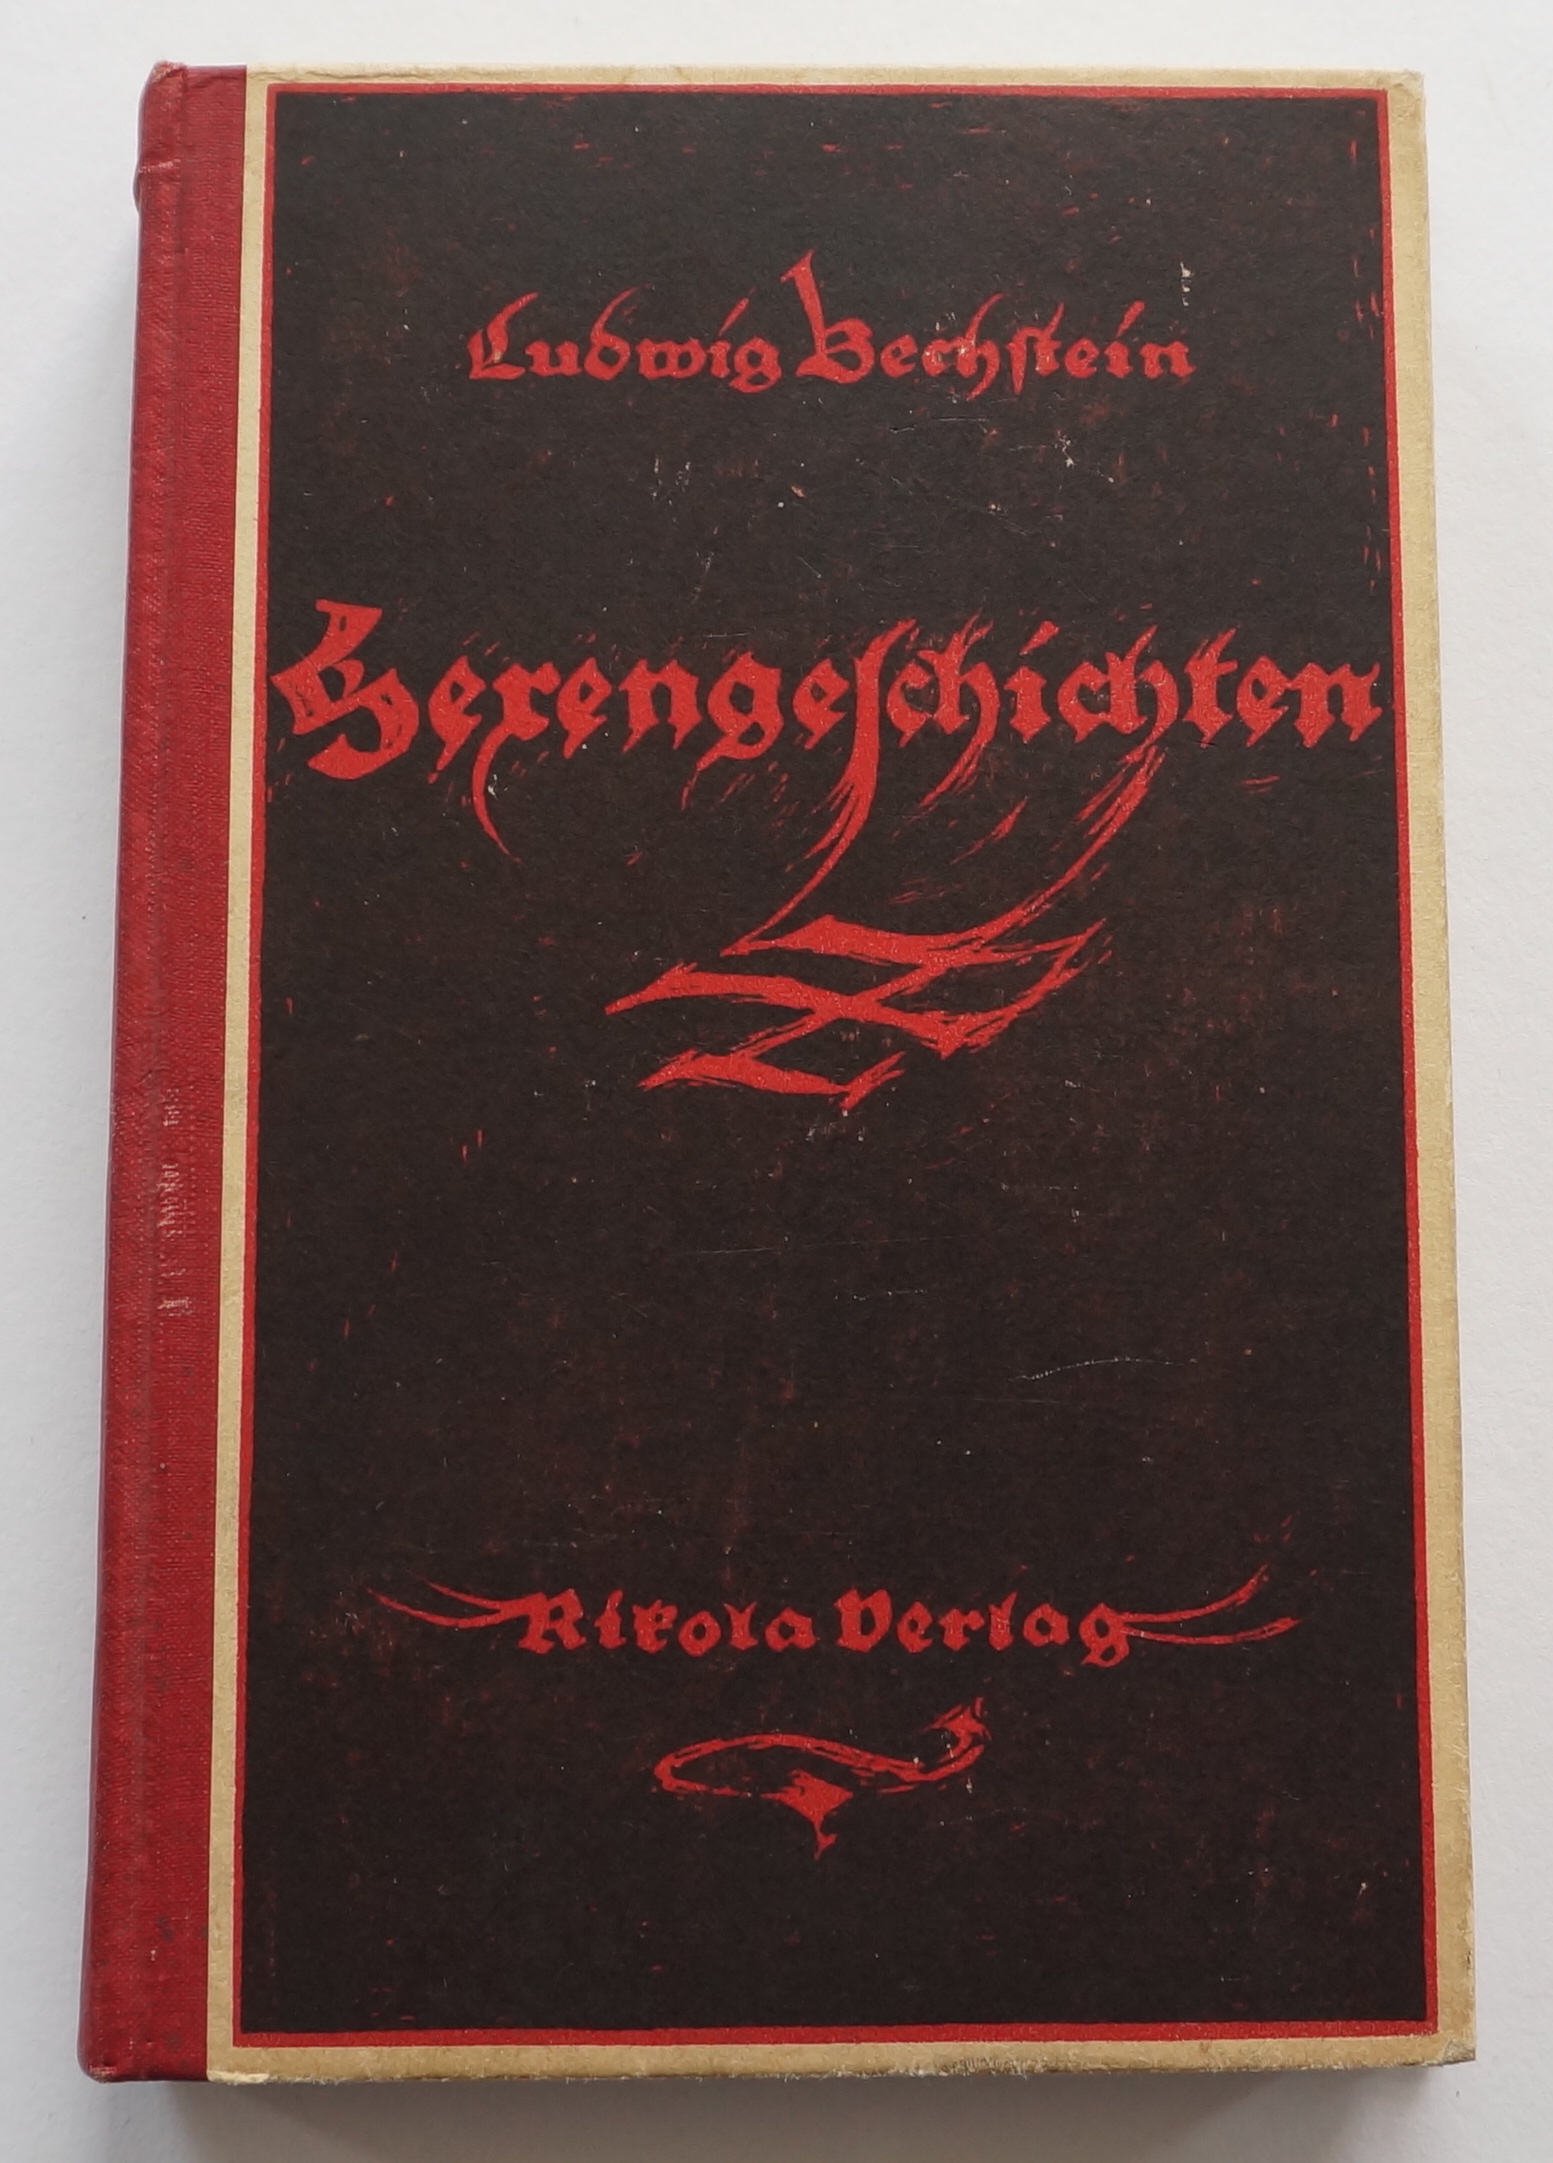 Ludwig Bechstein
Hexengeschichten
Rikola Verlag